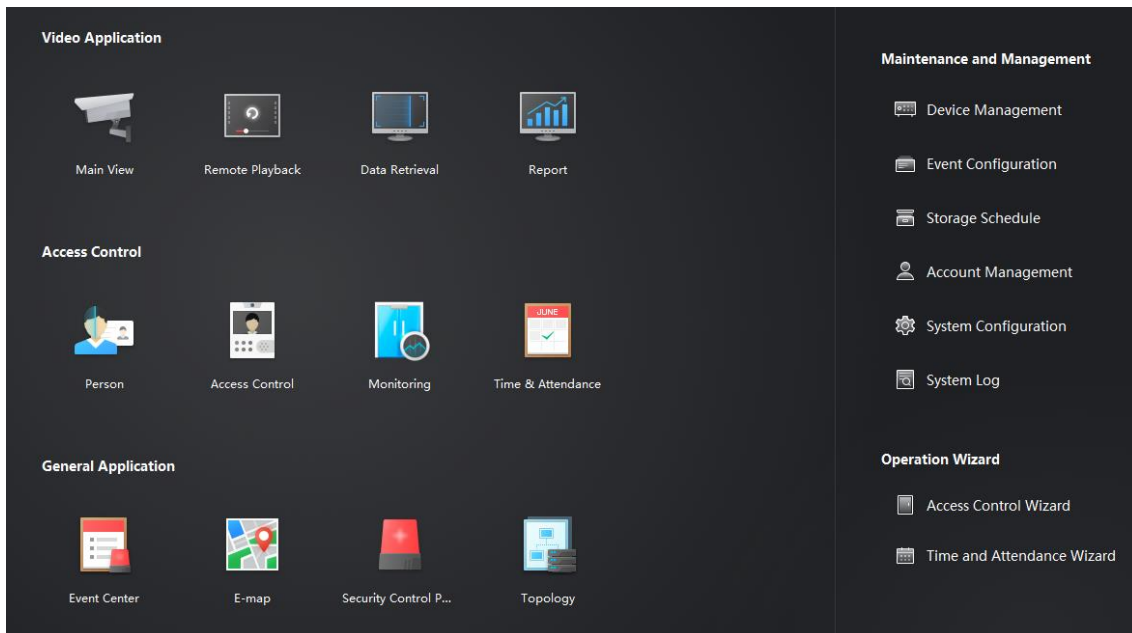 Video Application
Main View
Remote Playback
Data Retrieval
Report
Access Control
JUNE
Person
Access Control
Monitoring
Time & Attendance
General Application
Event Center
E-map
Security Control P...
Topology
Maintenance and Management
Device Management
Event Configuration
Storage Schedule
Account Management
System Configuration
System Log
Operation Wizard
Access Control Wizard
Time and Attendance Wizard